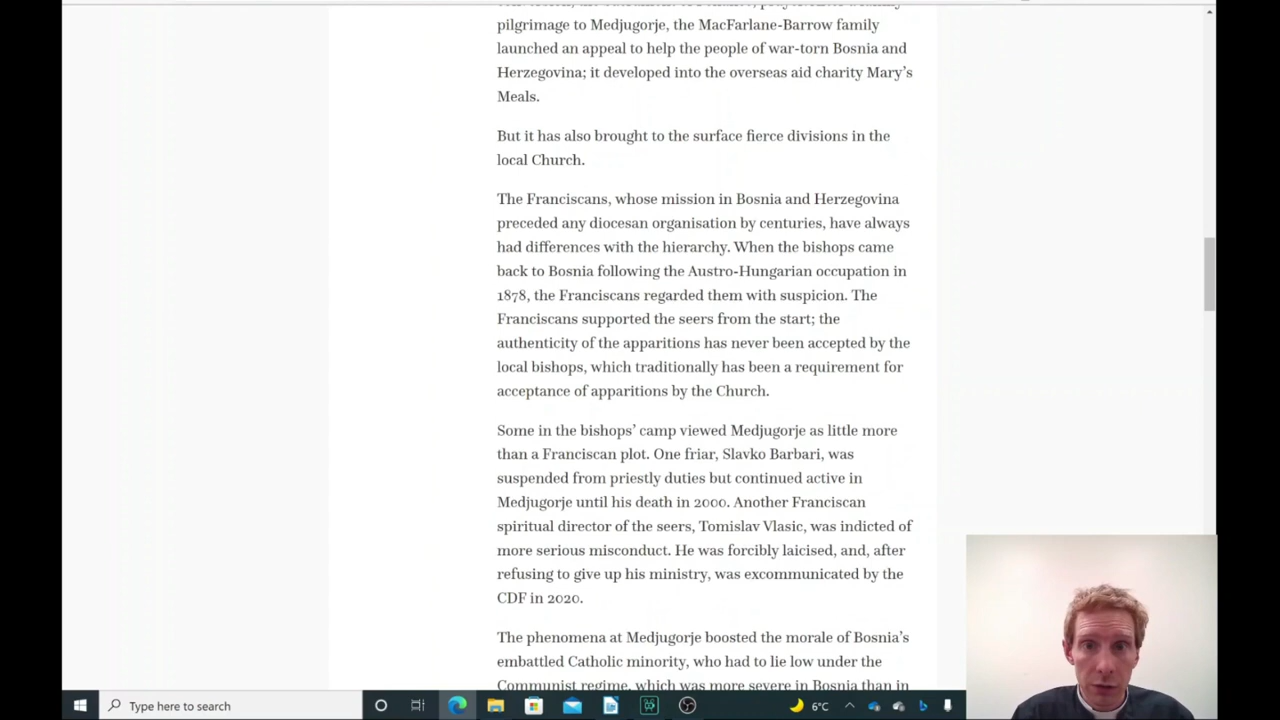 pilgrimage to Medjugorje, the MacFarlane-Barrow family
launched an appeal to help the people of war-torn Bosnia and
Herzegovina; it developed into the overseas aid charity Mary’s
Meals.
But it has also brought to the surface fierce divisions in the
local Church.
The Franciscans, whose mission in Bosnia and Herzegovina
preceded any diocesan organisation by centuries, have always
had differences with the hierarchy. When the bishops came
back to Bosnia following the Austro-Hungarian occupation in
1878, the Franciscans regarded them with suspicion. The
Franciscans supported the seers from the start; the
authenticity of the apparitions has never been accepted by the
local bishops, which traditionally has been a requirement for
acceptance of apparitions by the Church.
Some in the bishops’ camp viewed Medjugorje as little more
than a Franciscan plot. One friar, Slavko Barbari, was
suspended from priestly duties but continued active in
Medjugorje until his death in 2000. Another Franciscan
spiritual director of the seers, Tomislav Vlasic, was indicted of
more serious misconduct. He was forcibly laicised, and, after
refusing to give up his ministry, was excommunicated by the
CDF in 2020.
The phenomena at Medjugorje boosted the morale of Bosnia’s
embattled Catholic minority, who had to lie low under the
Communist regime, which was more severe in Bosnia than in
Type here to search
6°C